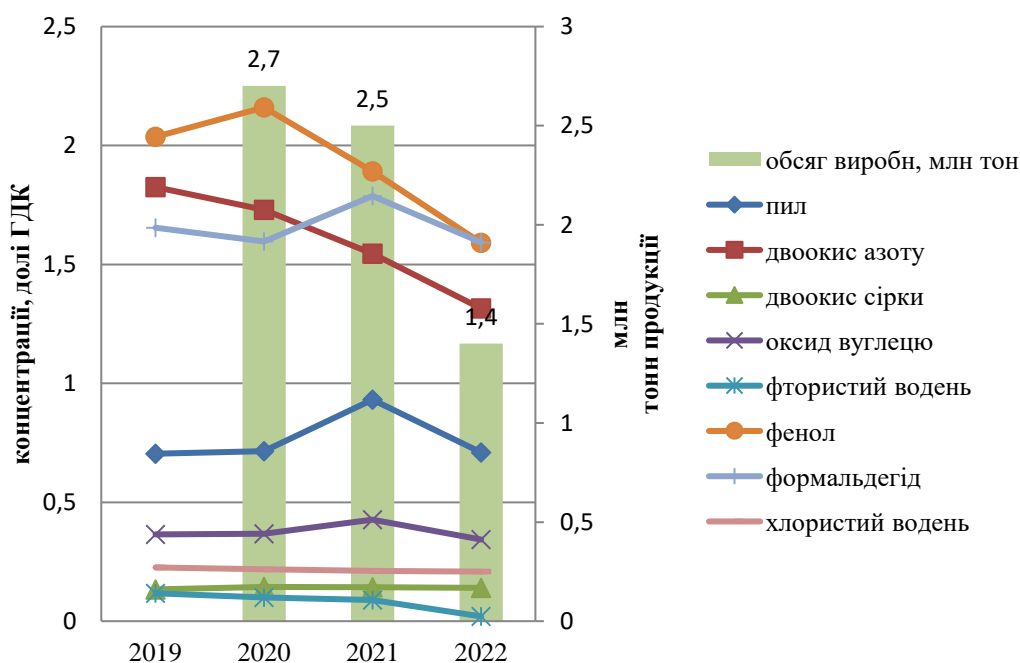 концентрації, долі ГДК
2,5
2
1,5
1
0,5
0
2,7
2,5
1,4
3
2,5
2
1,5
1
0,5
0
млн
тонн продукції
2019 2020 2021 2022
обсяг виробн, млн тон
пил
двоокис азоту
двоокис сірки
оксид вуглецю
фтористий водень
фенол
формальдегід
хлористий водень